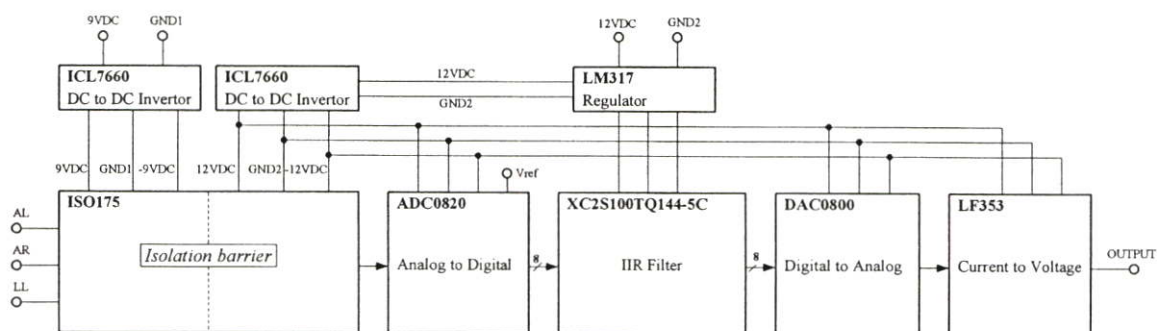 9VDC
GND1
12VDC
GND2
ICL7660
DC to DC Invertor
ICL7660
DC to DC Invertor
12VDC
GND2
LM317
Regulator
9VDC
GND1
-9VDC
12VDC
GND2
-12VDC
Vref
ISO175
ADC0820
XC2S100TQ144-5C
DAC0800
LF353
AL
AR
LL
Isolation barrier
Analog to Digital
8
IIR Filter
8
Digital to Analog
Current to Voltage
OUTPUT